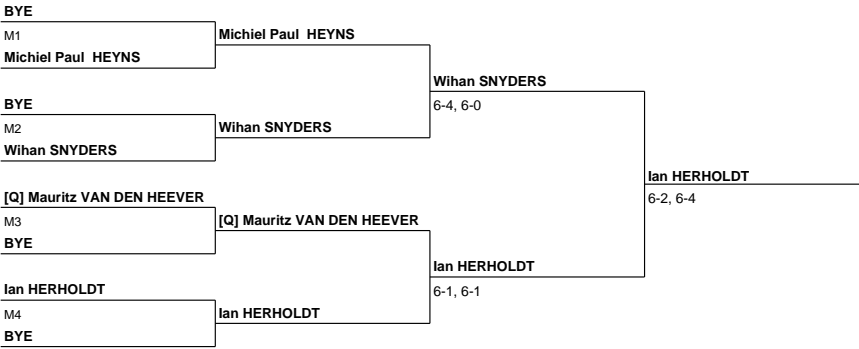 BYE
M1
Michiel Paul  HEYNS
Michiel Paul  HEYNS
BYE
M2
Wihan SNYDERS
Wihan SNYDERS
Wihan SNYDERS
6-4, 6-0
[Q] Mauritz VAN DEN HEEVER
M3
BYE
[Q] Mauritz VAN DEN HEEVER
Ian HERHOLDT
M4
BYE
Ian HERHOLDT
Ian HERHOLDT
6-1, 6-1
Ian HERHOLDT
6-2, 6-4